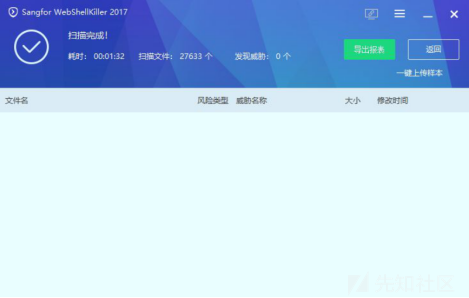 Sangfor WebShellKiller 2017
扫描完成！
耗时： 00:01:32 扫描文件： 27633 个 发现威胁： 0 个
导出报表 返回
一键上传样本
文件名 风险类型 威胁名称 大小 修改时间
先知社区